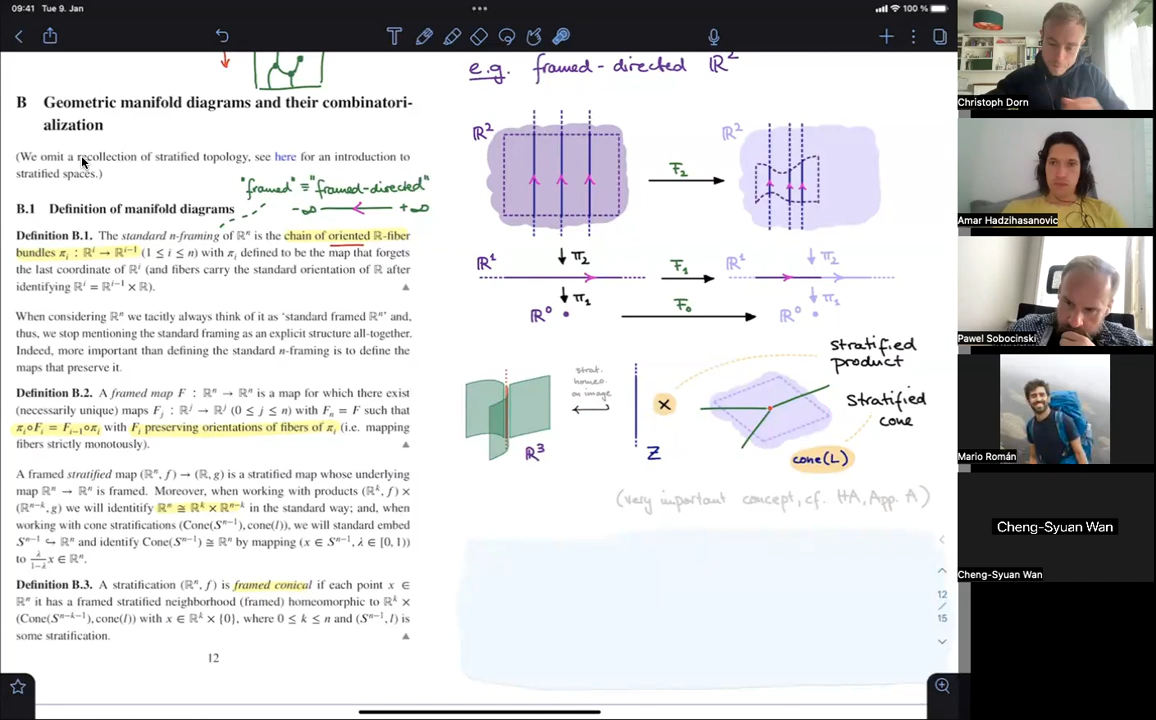 09:41 Tue 9. Jan
100 %
B Geometric manifold diagrams and their combinatori-
alization
(We omit a recollection of stratified topology, see here for an introduction to
stratified spaces.)
"framed" ≡ "framed-directed"
B.1 Definition of manifold diagrams
-∞ +∞
Definition B.1. The standard n-framing of ℝⁿ is the chain of oriented ℝ-fiber
bundles πᵢ : ℝⁱ → ℝⁱ⁻¹ (1 ≤ i ≤ n) with πᵢ defined to be the map that forgets
the last coordinate of ℝⁱ (and fibers carry the standard orientation of ℝ after
identifying ℝⁱ = ℝⁱ⁻¹ × ℝ). ▲
When considering ℝⁿ we tacitly always think of it as 'standard framed ℝⁿ' and,
thus, we stop mentioning the standard framing as an explicit structure all-together.
Indeed, more important than defining the standard n-framing is to define the
maps that preserve it.
Definition B.2. A framed map F : ℝⁿ → ℝⁿ is a map for which there exist
(necessarily unique) maps Fⱼ : ℝʲ → ℝʲ (0 ≤ j ≤ n) with Fₙ = F such that
πᵢ∘Fᵢ = Fᵢ₋₁∘πᵢ with Fᵢ preserving orientations of fibers of πᵢ (i.e. mapping
fibers strictly monotously). ▲
A framed stratified map (ℝⁿ, f) → (ℝ, g) is a stratified map whose underlying
map ℝⁿ → ℝⁿ is framed. Moreover, when working with products (ℝᵏ, f) ×
(ℝⁿ⁻ᵏ, g) we will identitify ℝⁿ ≅ ℝᵏ × ℝⁿ⁻ᵏ in the standard way; and, when
working with cone stratifications (Cone(Sⁿ⁻¹), cone(l)), we will standard embed
Sⁿ⁻¹ ↪ ℝⁿ and identify Cone(Sⁿ⁻¹) ≅ ℝⁿ by mapping (x ∈ Sⁿ⁻¹, λ ∈ [0, 1))
to λ/(1−λ) x ∈ ℝⁿ.
Definition B.3. A stratification (ℝⁿ, f) is framed conical if each point x ∈
ℝⁿ it has a framed stratified neighborhood (framed) homeomorphic to ℝᵏ ×
(Cone(Sⁿ⁻ᵏ⁻¹), cone(l)) with x ∈ ℝᵏ × {0}, where 0 ≤ k ≤ n and (Sⁿ⁻¹, l) is
some stratification. ▲
12
e.g. framed-directed ℝ²
ℝ² F₂ ℝ²
π₂ π₂
ℝ¹ F₁ ℝ¹
π₁ π₁
ℝ⁰ F₀ ℝ⁰
stratified
product
strat.
homeo
on image
×
stratified
cone
ℝ³ Z cone(L)
(very important concept, cf. HA, App. A)
12
/
15
Christoph Dorn
Amar Hadzihasanovic
Pawel Sobocinski
Mario Román
Cheng-Syuan Wan
Cheng-Syuan Wan